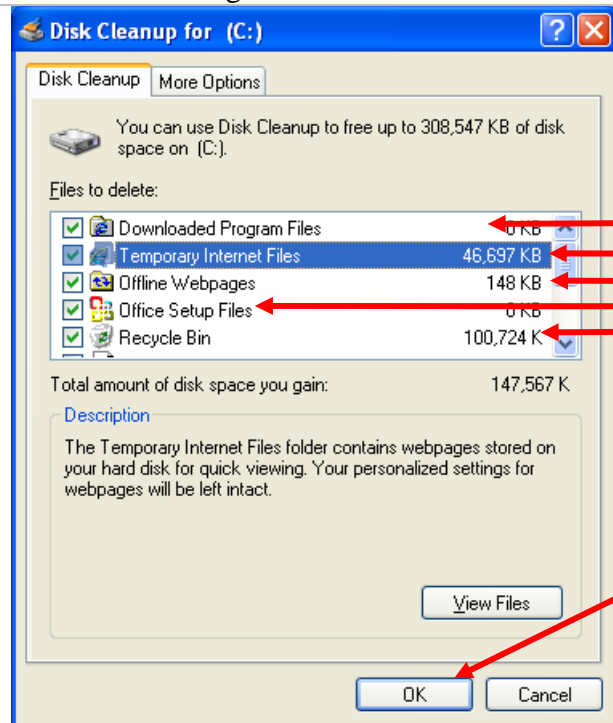 Disk Cleanup for (C:)
Disk Cleanup More Options
You can use Disk Cleanup to free up to 308,547 KB of disk
space on (C:).
Files to delete:
Downloaded Program Files 0 KB
Temporary Internet Files 46,697 KB
Offline Webpages 148 KB
Office Setup Files 0 KB
Recycle Bin 100,724 K
Total amount of disk space you gain: 147,567 K
Description
The Temporary Internet Files folder contains webpages stored on
your hard disk for quick viewing. Your personalized settings for
webpages will be left intact.
View Files
OK Cancel